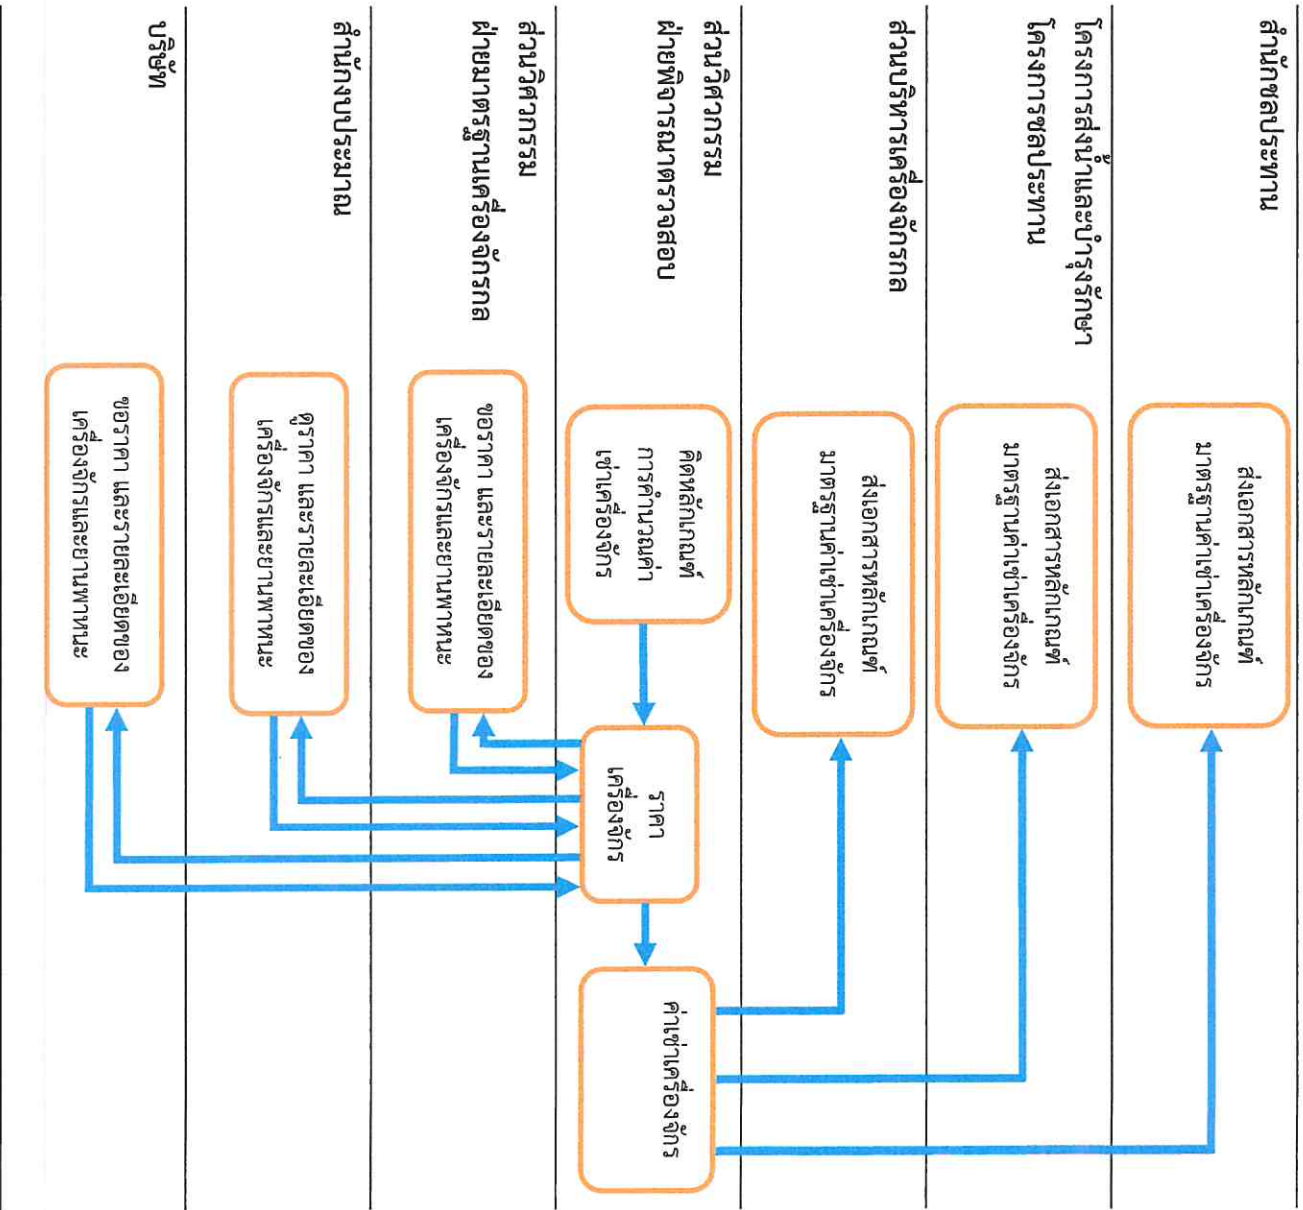 สำนักชลประทาน
ส่งเอกสารหลักเกณฑ์
มาตรฐานค่าเช่าเครื่องจักร
โครงการส่งน้ำและบำรุงรักษา
โครงการชลประทาน
ส่งเอกสารหลักเกณฑ์
มาตรฐานค่าเช่าเครื่องจักร
ส่วนบริหารเครื่องจักรกล
ส่งเอกสารหลักเกณฑ์
มาตรฐานค่าเช่าเครื่องจักร
ส่วนวิศวกรรม
ฝ่ายพิจารณาตรวจสอบ
คิดหลักเกณฑ์
การคำนวณค่า
เช่าเครื่องจักร
ราคา
เครื่องจักร
ค่าเช่าเครื่องจักร
ส่วนวิศวกรรม
ฝ่ายมาตรฐานเครื่องจักรกล
ขอราคา และรายละเอียดของ
เครื่องจักรและยานพาหนะ
สำนักงบประมาณ
ดูราคา และรายละเอียดของ
เครื่องจักรและยานพาหนะ
บริษัท
ขอราคา และรายละเอียดของ
เครื่องจักรและยานพาหนะ